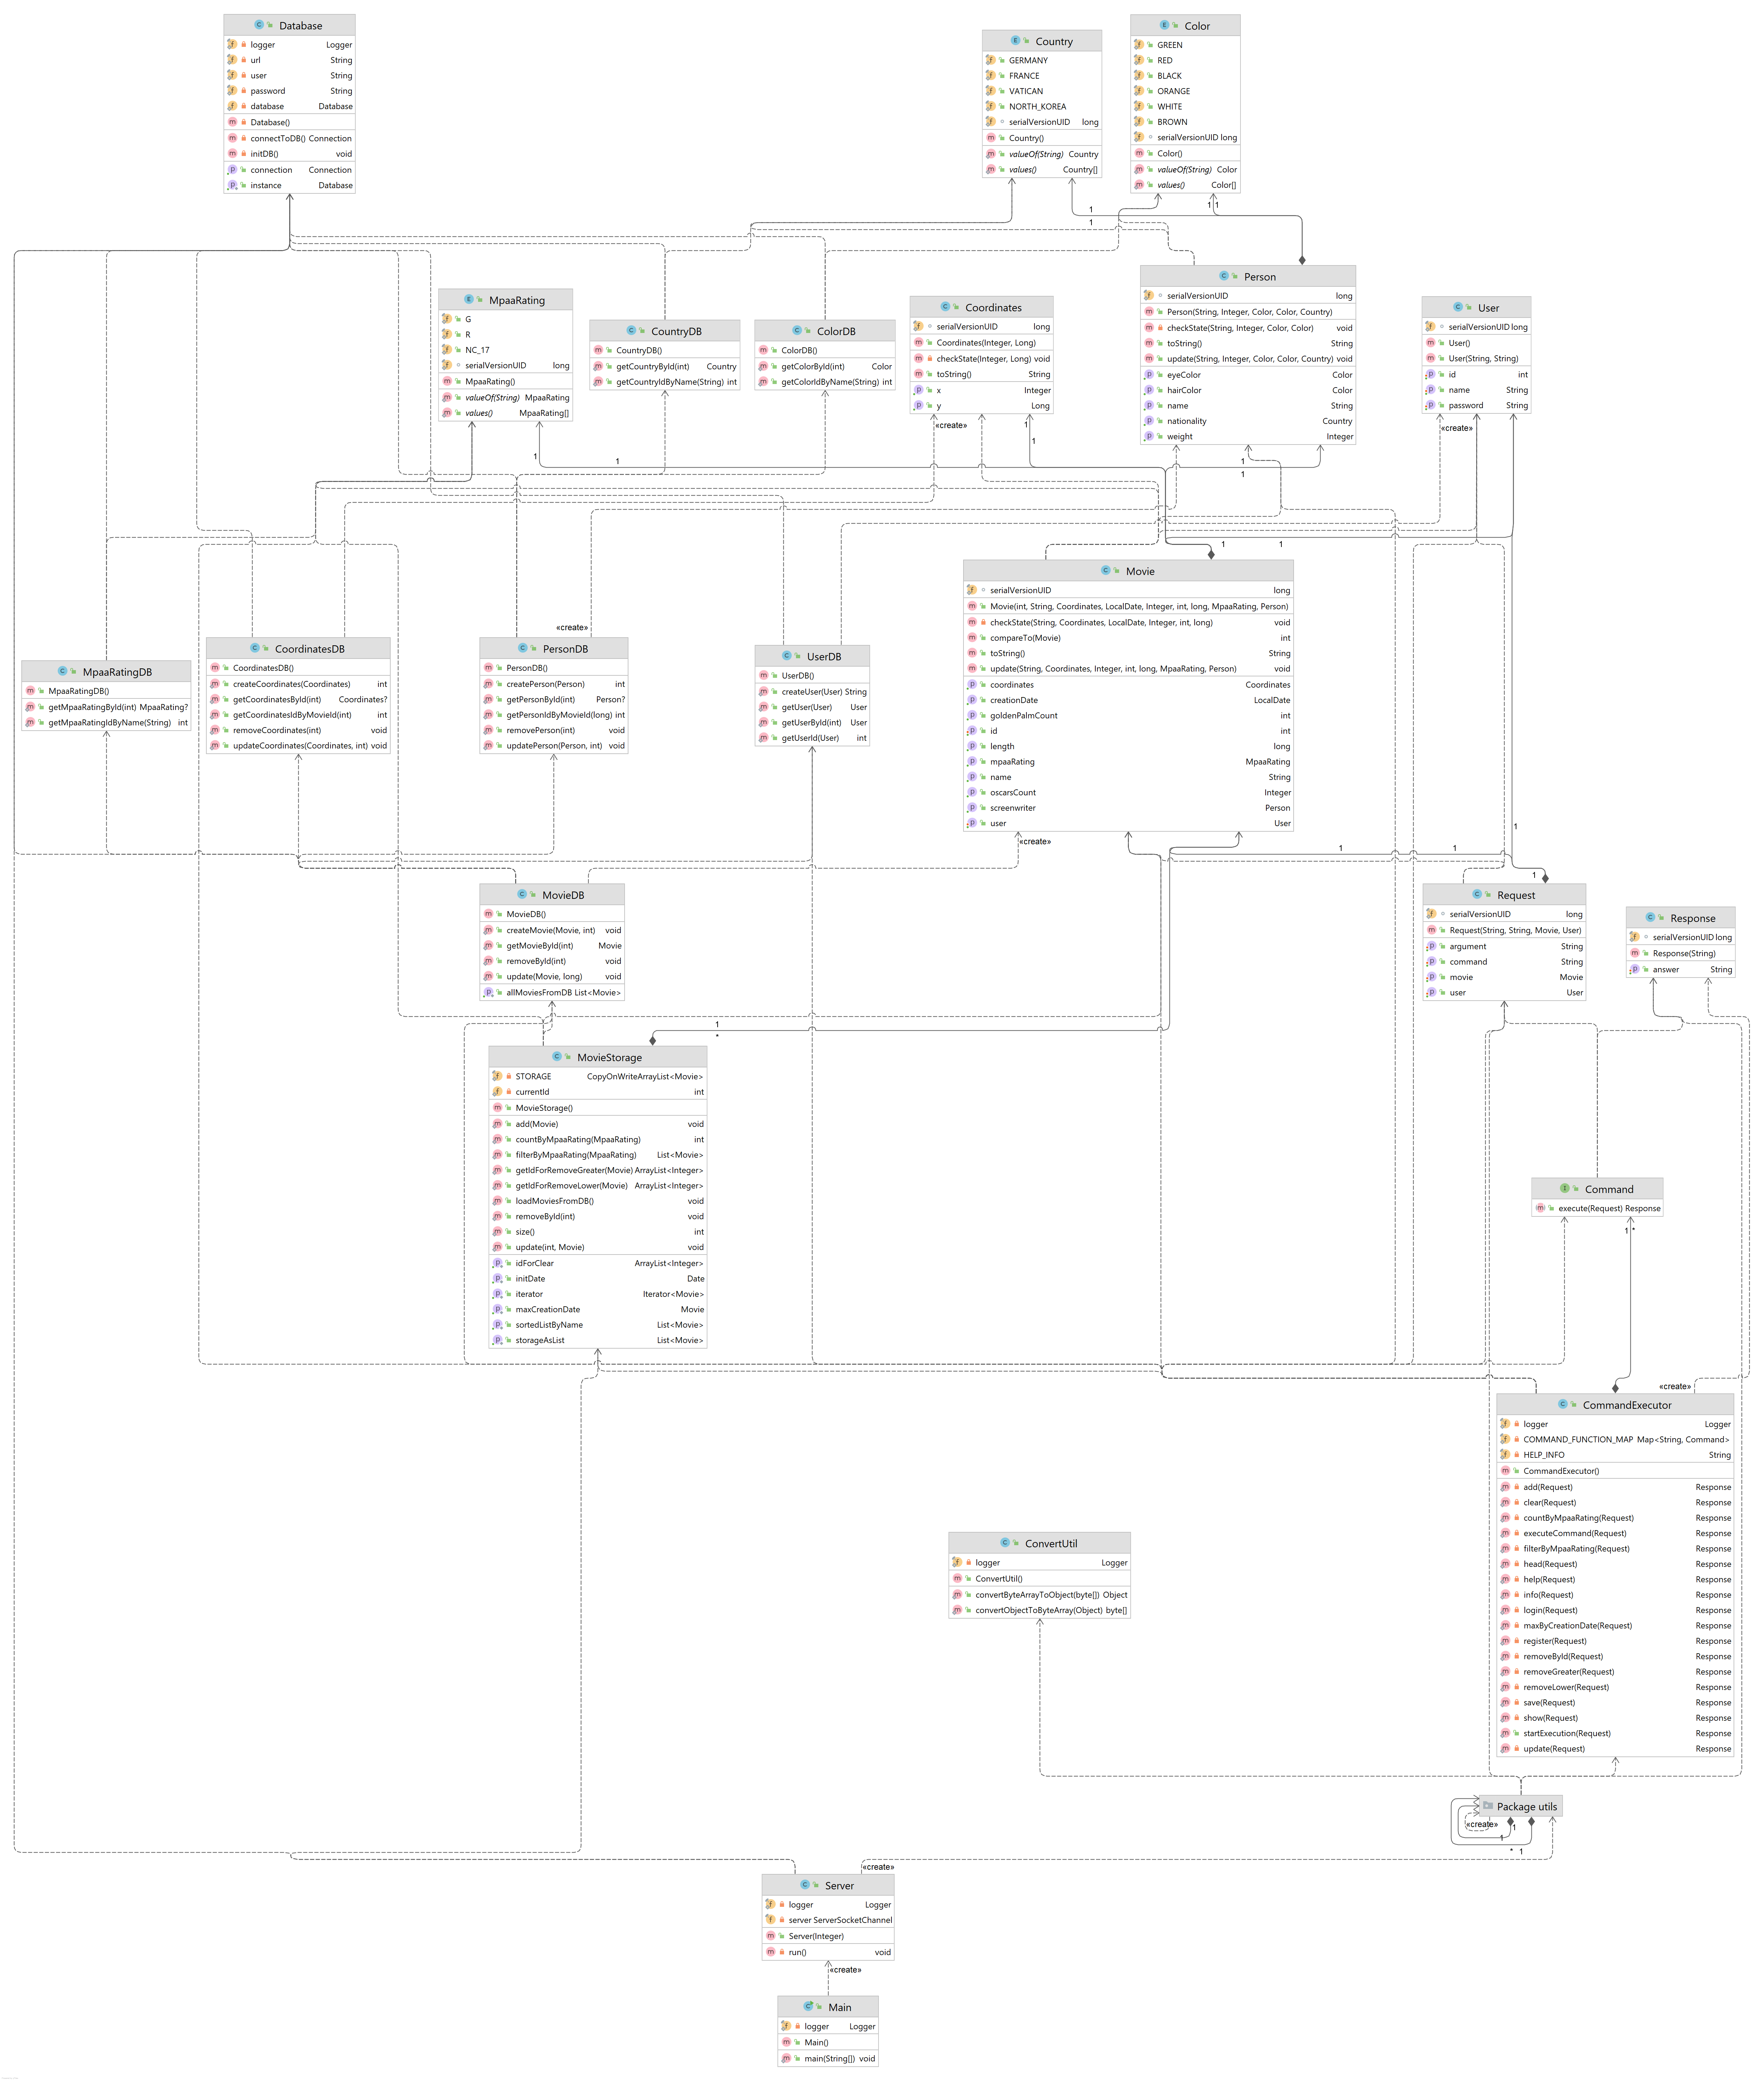 Database
logger Logger
url String
user String
password String
database Database
Database()
connectToDB() Connection
initDB() void
connection Connection
instance Database
Country
GERMANY
FRANCE
VATICAN
NORTH_KOREA
serialVersionUID long
Country()
valueOf(String) Country
values() Country[]
Color
GREEN
RED
BLACK
ORANGE
WHITE
BROWN
serialVersionUID long
Color()
valueOf(String) Color
values() Color[]
1
1
1 1
MpaaRating
G
R
NC_17
serialVersionUID long
MpaaRating()
valueOf(String) MpaaRating
values() MpaaRating[]
CountryDB
CountryDB()
getCountryById(int) Country
getCountryIdByName(String) int
ColorDB
ColorDB()
getColorById(int) Color
getColorIdByName(String) int
Coordinates
serialVersionUID long
Coordinates(Integer, Long)
checkState(Integer, Long) void
toString() String
x Integer
y Long
Person
serialVersionUID long
Person(String, Integer, Color, Color, Country)
checkState(String, Integer, Color, Color) void
toString() String
update(String, Integer, Color, Color, Country) void
eyeColor Color
hairColor Color
name String
nationality Country
weight Integer
User
serialVersionUID long
User()
User(String, String)
id int
name String
password String
«create»
1
«create»
1
1
1
1
1
1
1
MpaaRatingDB
MpaaRatingDB()
getMpaaRatingById(int) MpaaRating?
getMpaaRatingIdByName(String) int
CoordinatesDB
CoordinatesDB()
createCoordinates(Coordinates) int
getCoordinatesById(int) Coordinates?
getCoordinatesIdByMovieId(int) int
removeCoordinates(int) void
updateCoordinates(Coordinates, int) void
«create»
PersonDB
PersonDB()
createPerson(Person) int
getPersonById(int) Person?
getPersonIdByMovieId(long) int
removePerson(int) void
updatePerson(Person, int) void
UserDB
UserDB()
createUser(User) String
getUser(User) User
getUserById(int) User
getUserId(User) int
Movie
serialVersionUID long
Movie(int, String, Coordinates, LocalDate, Integer, int, long, MpaaRating, Person)
checkState(String, Coordinates, LocalDate, Integer, int, long) void
compareTo(Movie) int
toString() String
update(String, Coordinates, Integer, int, long, MpaaRating, Person) void
coordinates Coordinates
creationDate LocalDate
goldenPalmCount int
id int
length long
mpaaRating MpaaRating
name String
oscarsCount Integer
screenwriter Person
user User
«create»
1
1
1
1
MovieDB
MovieDB()
createMovie(Movie, int) void
getMovieById(int) Movie
removeById(int) void
update(Movie, long) void
allMoviesFromDB List<Movie>
Request
serialVersionUID long
Request(String, String, Movie, User)
argument String
command String
movie Movie
user User
Response
serialVersionUID long
Response(String)
answer String
1
*
MovieStorage
STORAGE CopyOnWriteArrayList<Movie>
currentId int
MovieStorage()
add(Movie) void
countByMpaaRating(MpaaRating) int
filterByMpaaRating(MpaaRating) List<Movie>
getIdForRemoveGreater(Movie) ArrayList<Integer>
getIdForRemoveLower(Movie) ArrayList<Integer>
loadMoviesFromDB() void
removeById(int) void
size() int
update(int, Movie) void
idForClear ArrayList<Integer>
initDate Date
iterator Iterator<Movie>
maxCreationDate Movie
sortedListByName List<Movie>
storageAsList List<Movie>
Command
execute(Request) Response
1 *
«create»
CommandExecutor
logger Logger
COMMAND_FUNCTION_MAP Map<String, Command>
HELP_INFO String
CommandExecutor()
add(Request) Response
clear(Request) Response
countByMpaaRating(Request) Response
executeCommand(Request) Response
filterByMpaaRating(Request) Response
head(Request) Response
help(Request) Response
info(Request) Response
login(Request) Response
maxByCreationDate(Request) Response
register(Request) Response
removeById(Request) Response
removeGreater(Request) Response
removeLower(Request) Response
save(Request) Response
show(Request) Response
startExecution(Request) Response
update(Request) Response
ConvertUtil
logger Logger
ConvertUtil()
convertByteArrayToObject(byte[]) Object
convertObjectToByteArray(Object) byte[]
Package utils
«create»
1
1
* 1
«create»
Server
logger Logger
server ServerSocketChannel
Server(Integer)
run() void
«create»
Main
logger Logger
Main()
main(String[]) void